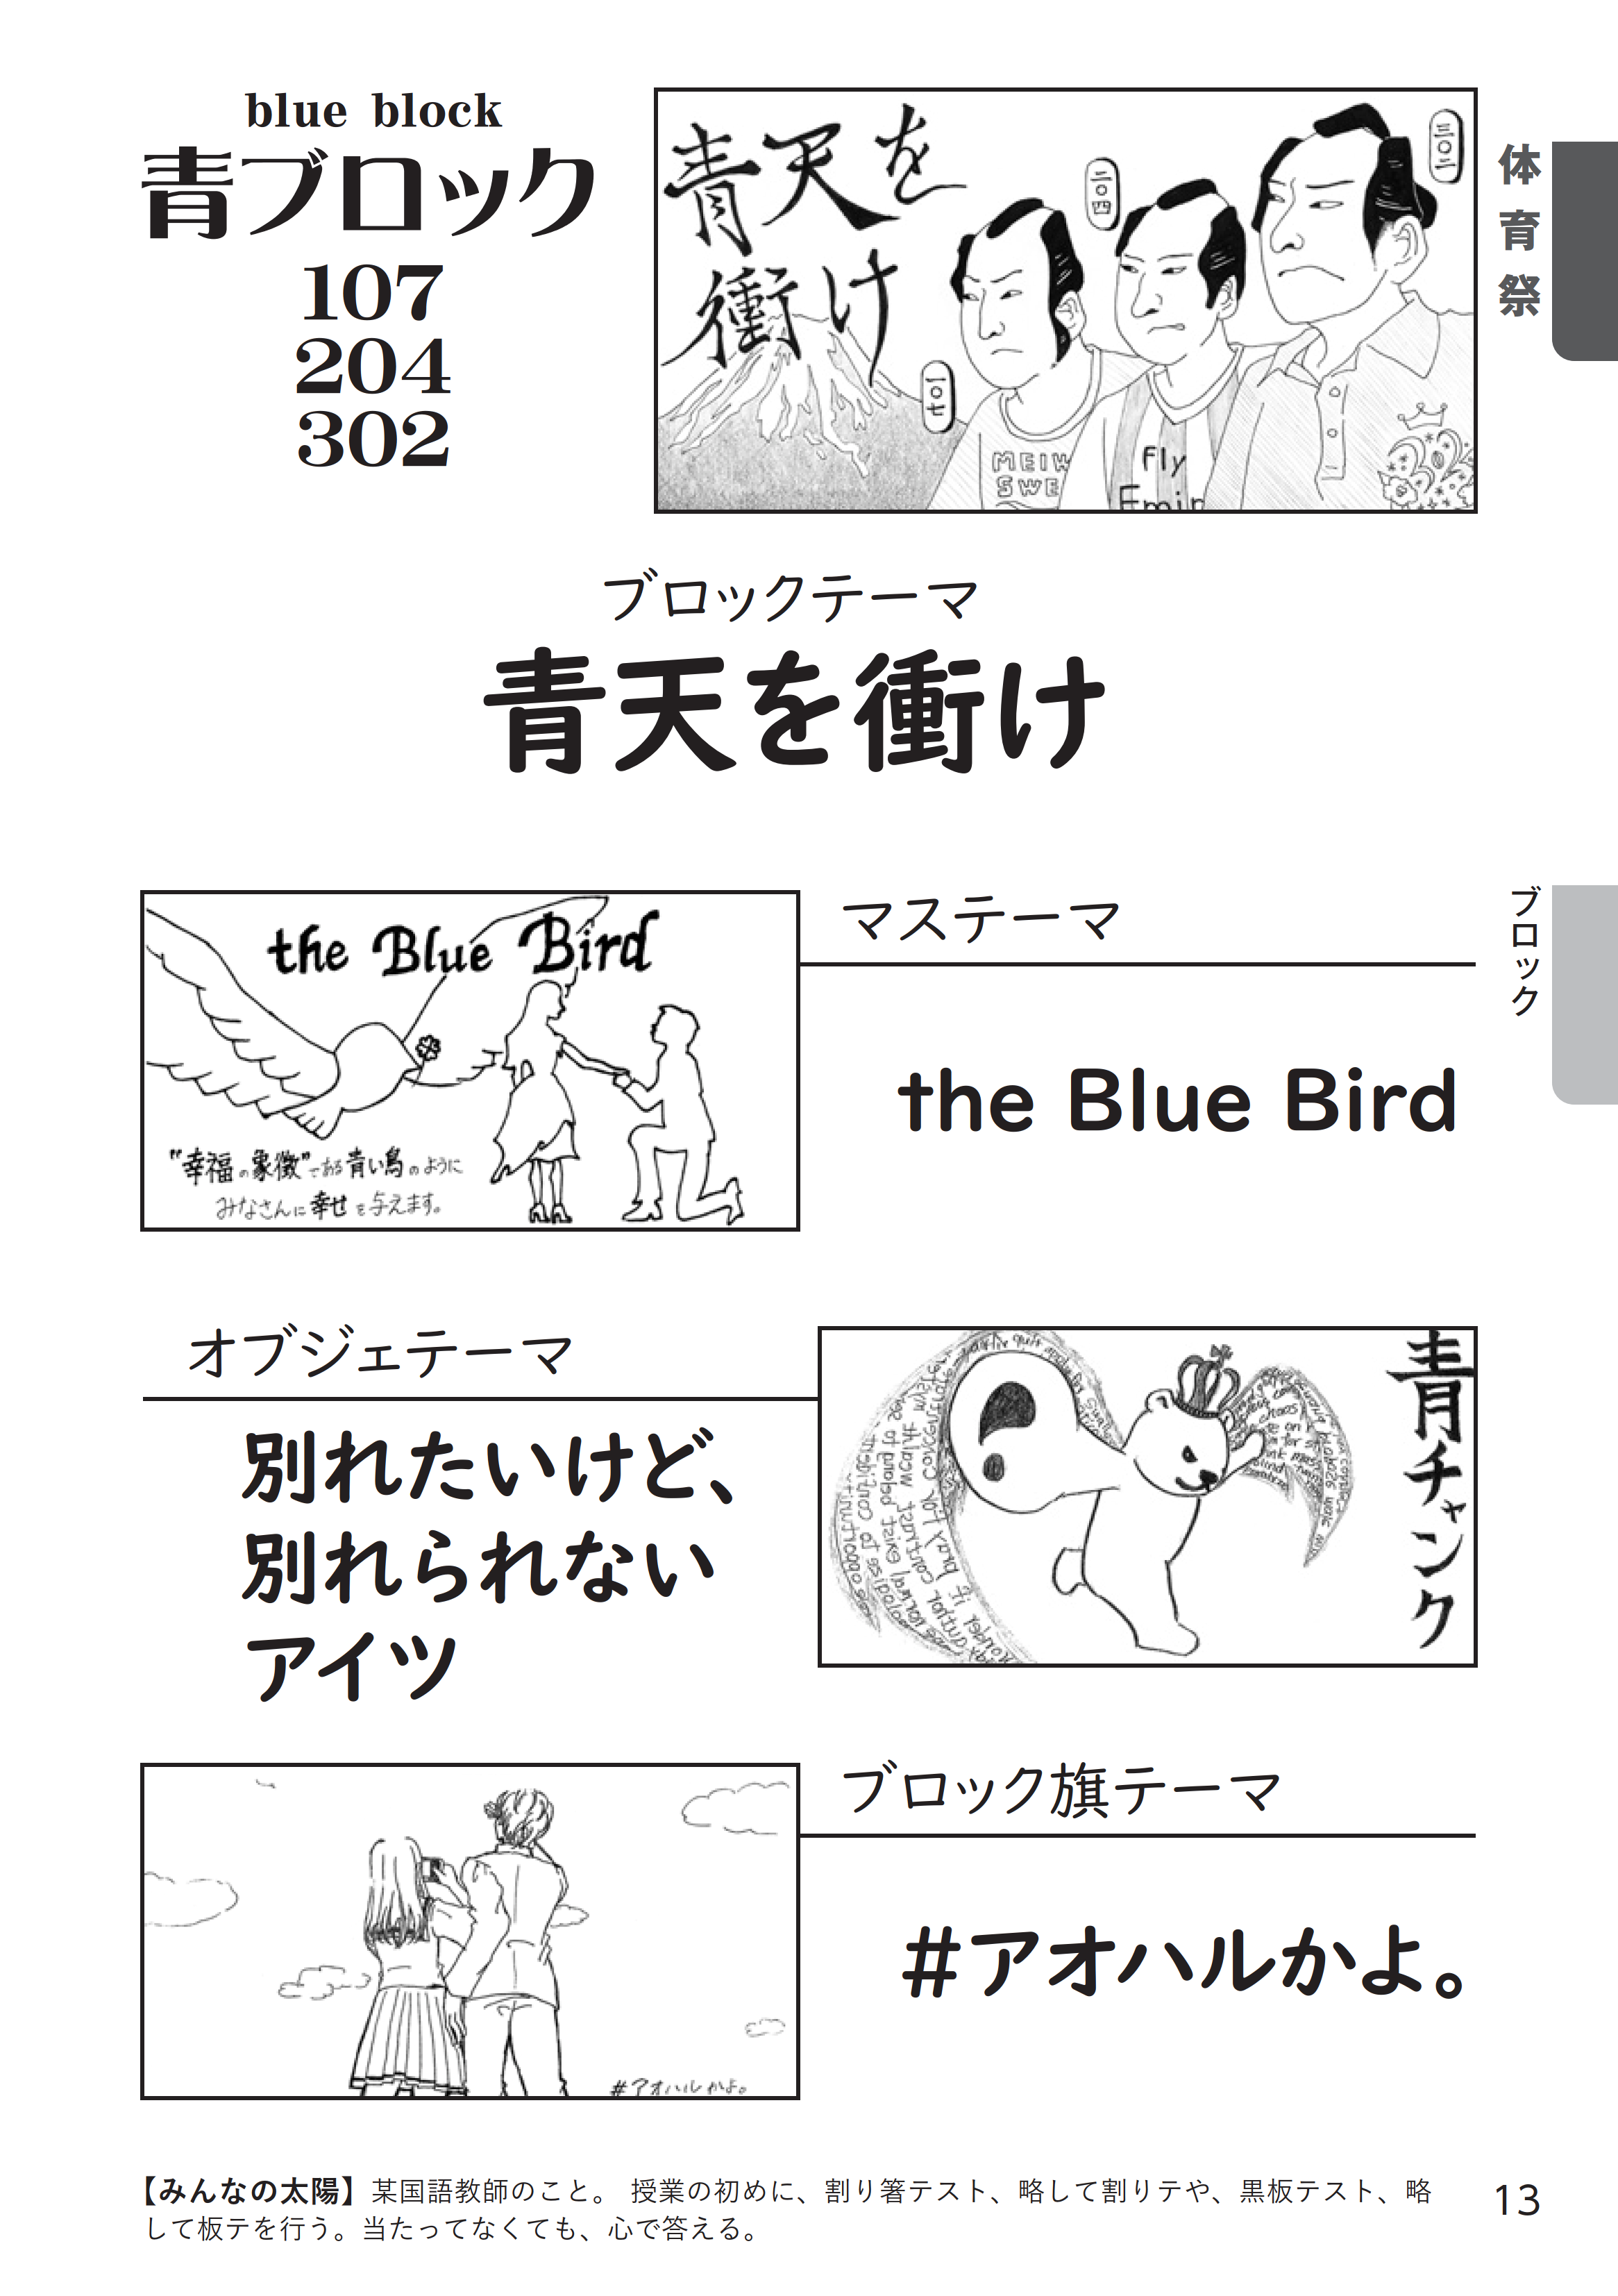 blue block
青ブロック
107
204
302
青天を
衝け
三〇二
二〇四
一〇七
MEIW
SWE
Fly
Emir
体育祭
ブロックテーマ
青天を衝け
the Blue Bird
"幸福の象徴"である青い鳥のように
みなさんに幸せを与えます。
マステーマ
the Blue Bird
ブロック
オブジェテーマ
別れたいけど、
別れられない
アイツ
青チャンク
ブロック旗テーマ
#アオハルかよ。
#アオハルかよ。
【みんなの太陽】某国語教師のこと。 授業の初めに、割り箸テスト、略して割りテや、黒板テスト、略
して板テを行う。当たってなくても、心で答える。
13